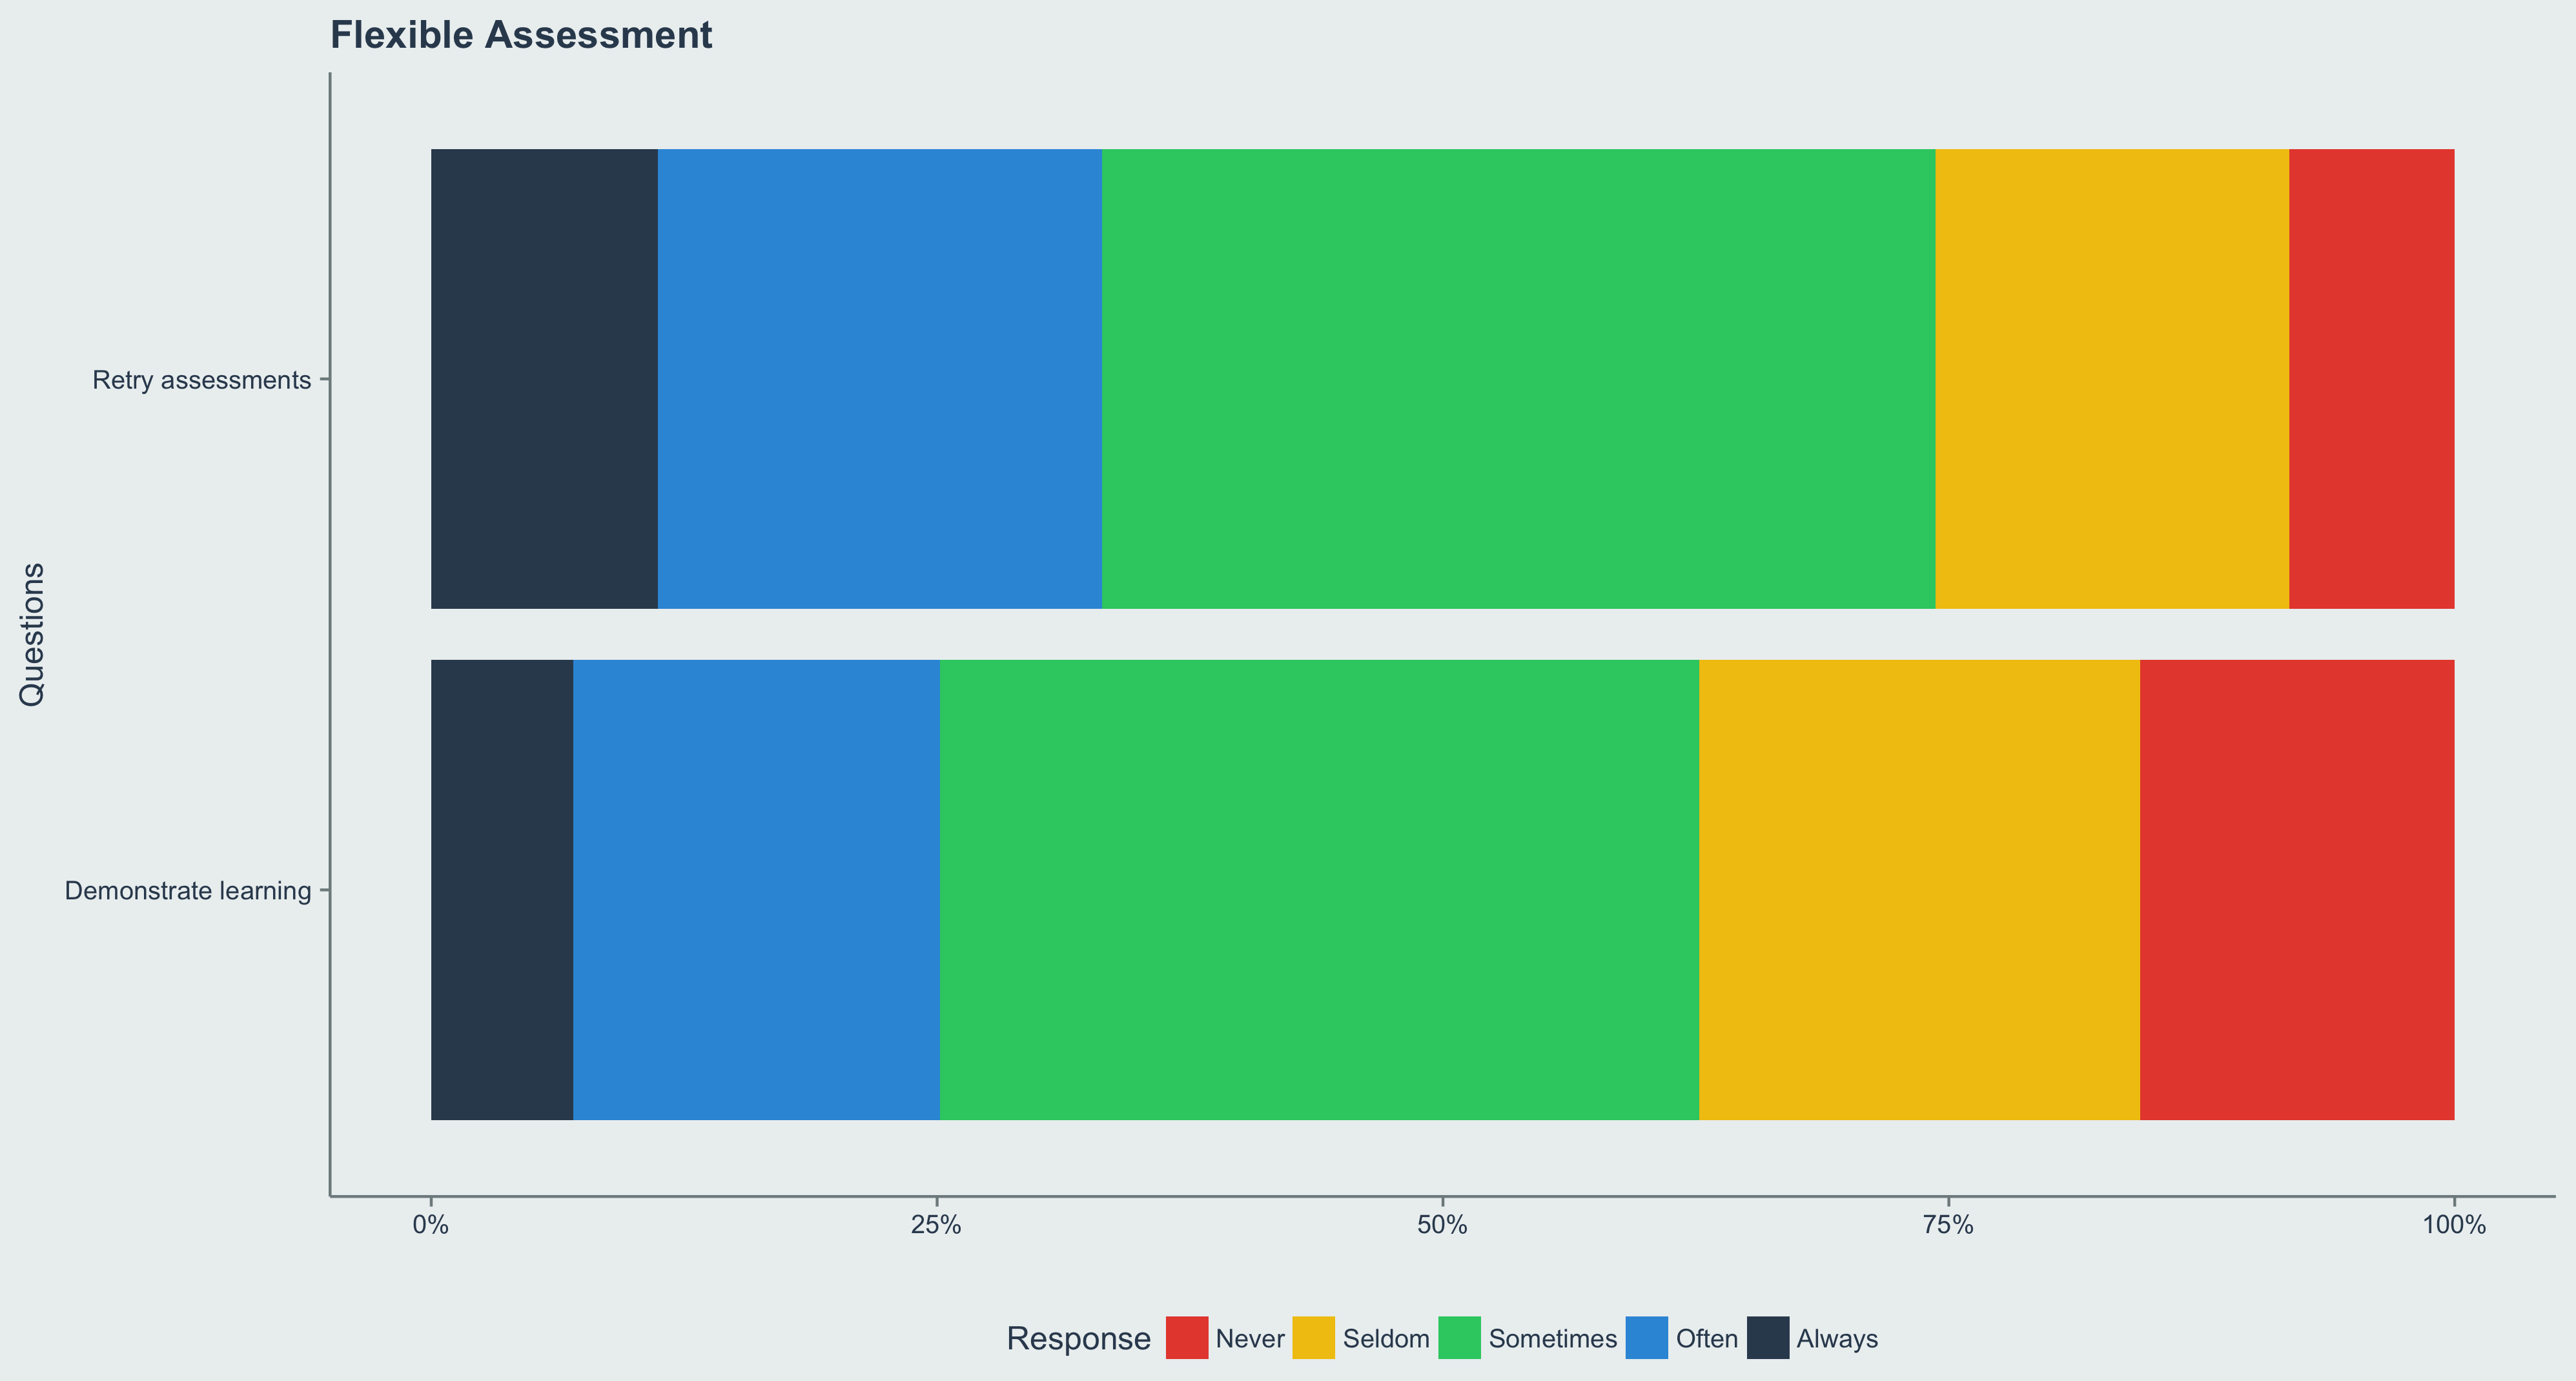 Flexible Assessment
Questions
Retry assessments
Demonstrate learning
0% 25% 50% 75% 100%
Response Never Seldom Sometimes Often Always